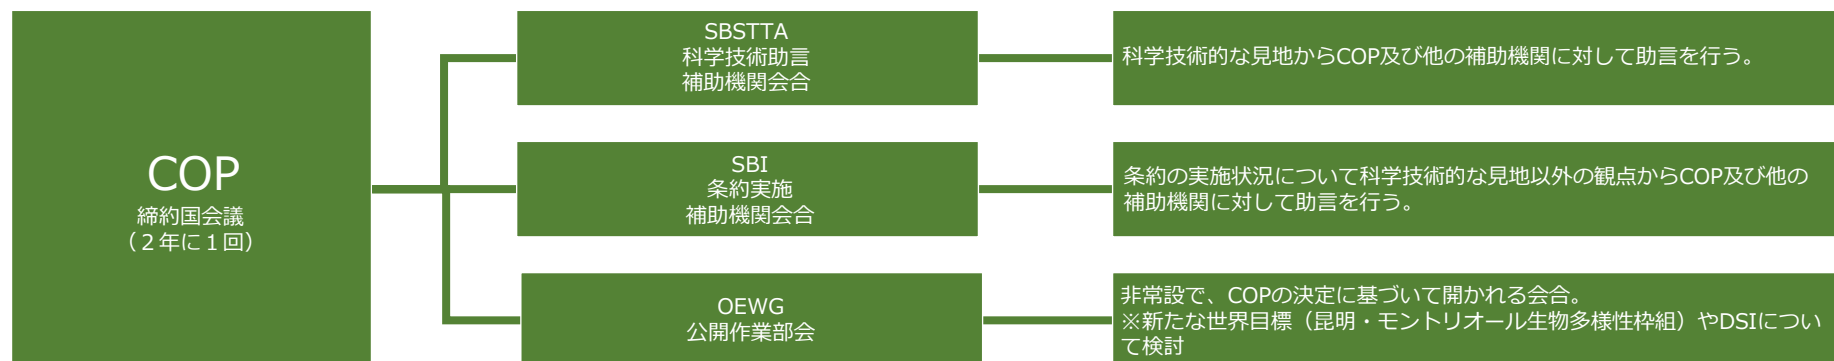 COP
締約国会議
（２年に１回）
SBSTTA
科学技術助言
補助機関会合
科学技術的な見地からCOP及び他の補助機関に対して助言を行う。
SBI
条約実施
補助機関会合
条約の実施状況について科学技術的な見地以外の観点からCOP及び他の
補助機関に対して助言を行う。
OEWG
公開作業部会
非常設で、COPの決定に基づいて開かれる会合。
※新たな世界目標（昆明・モントリオール生物多様性枠組）やDSIについ
て検討